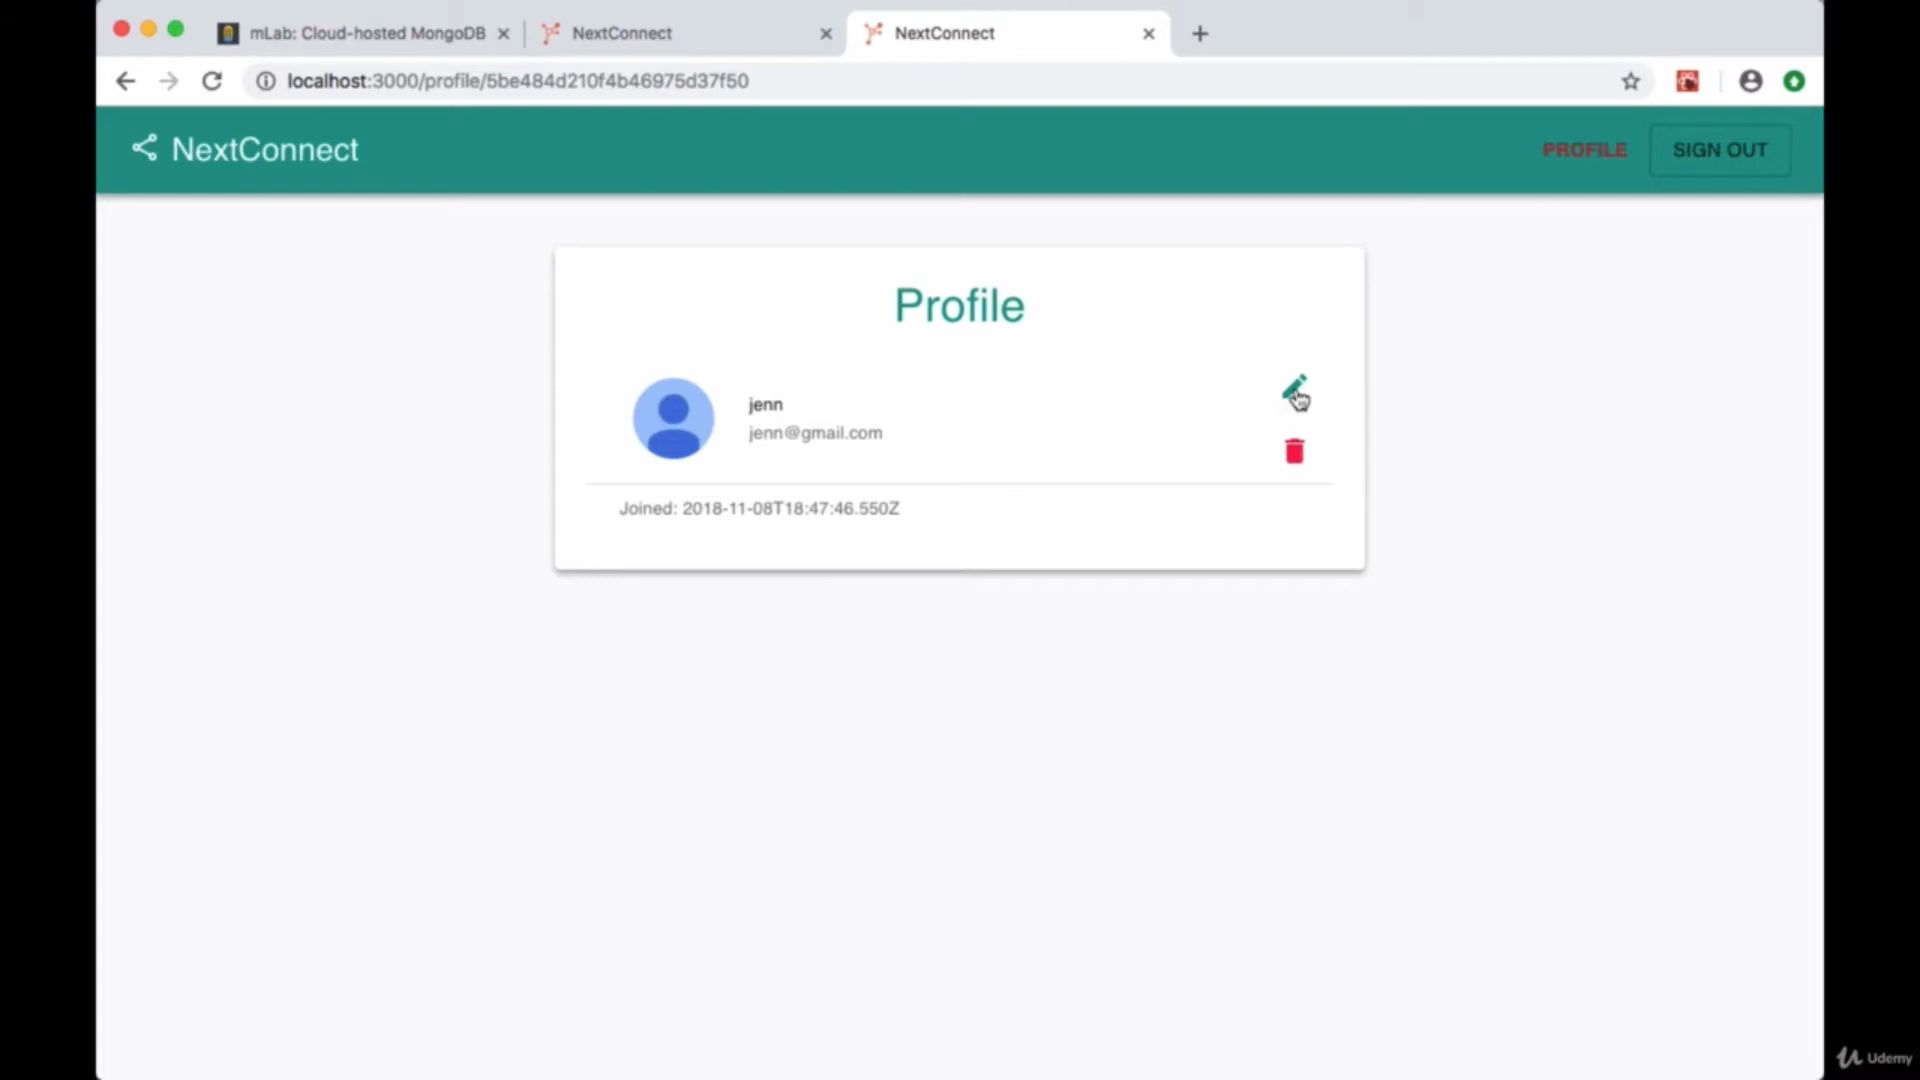 mLab: Cloud-hosted MongoDB
NextConnect
NextConnect
localhost:3000/profile/5be484d210f4b46975d37f50
NextConnect
PROFILE
SIGN OUT
Profile
jenn
jenn@gmail.com
Joined: 2018-11-08T18:47:46.550Z
Udemy